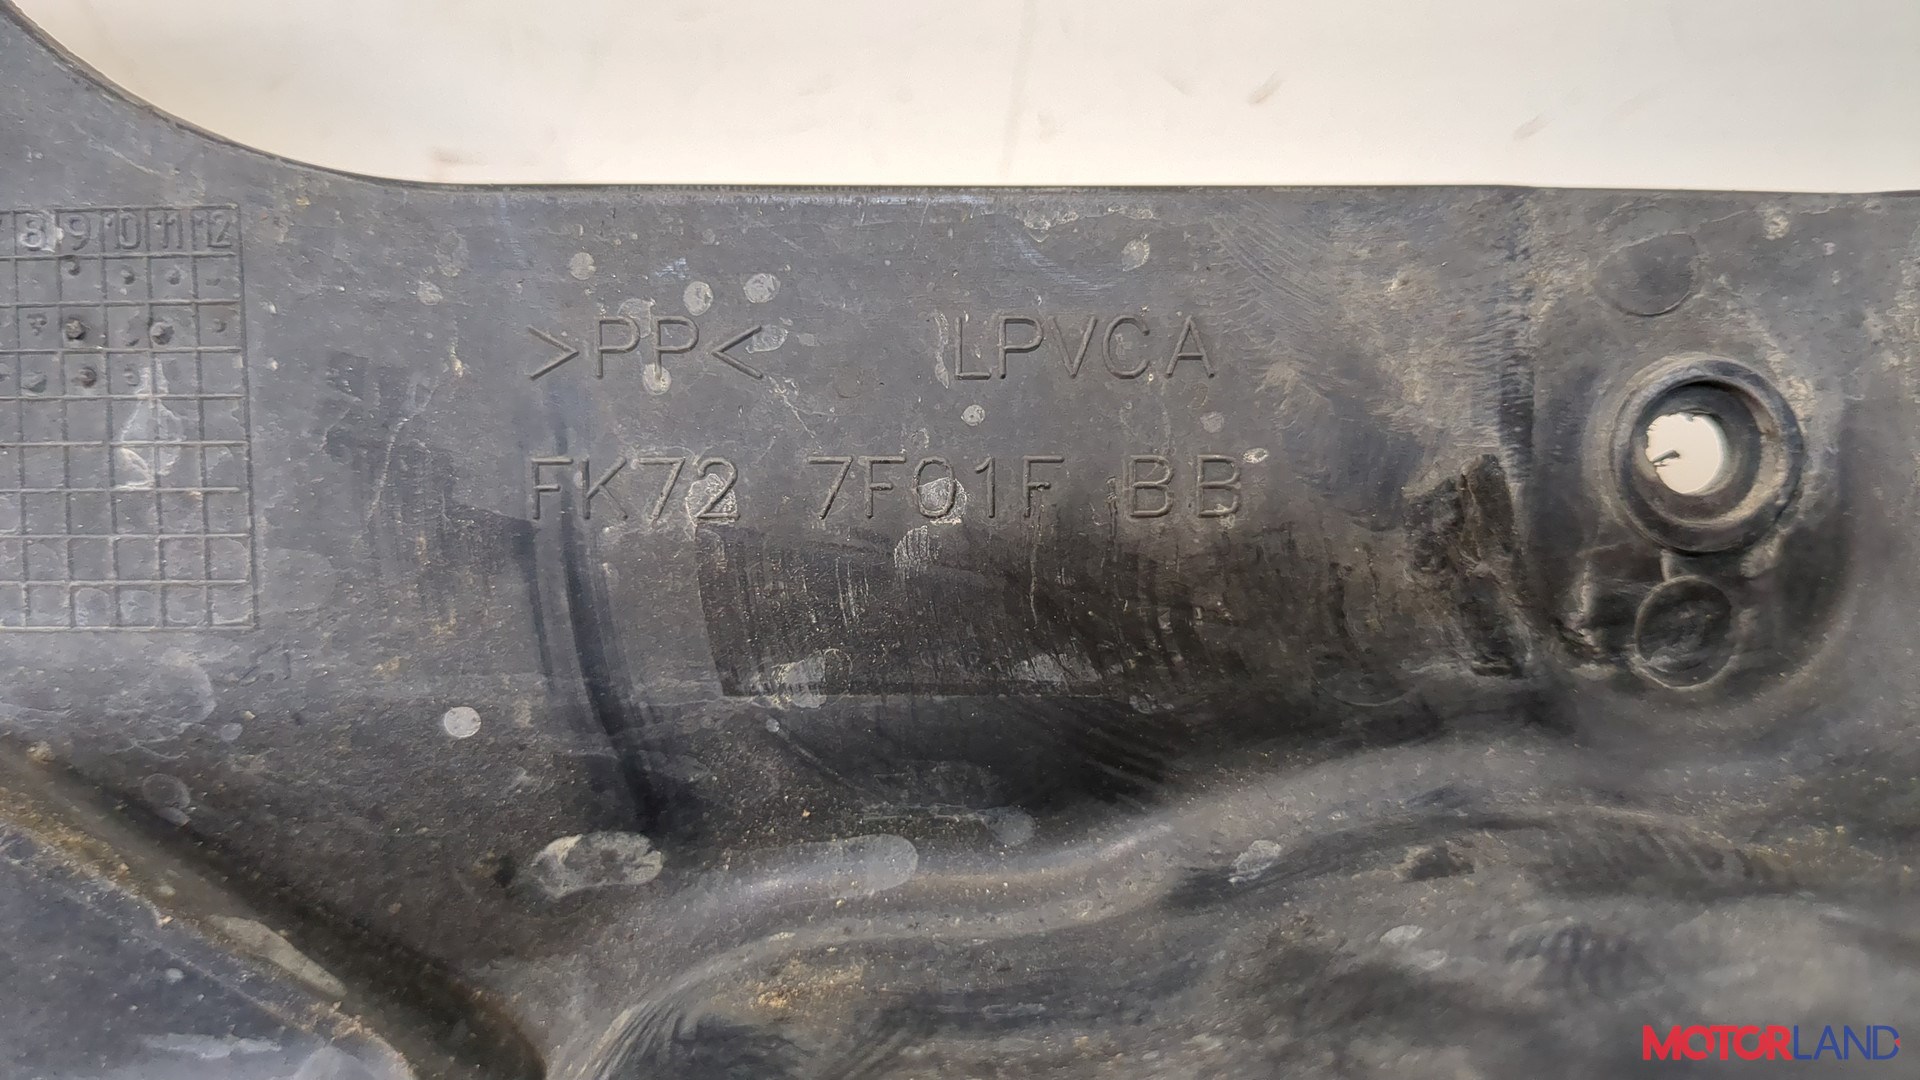 8 9 10 11 12
>PP< LPVCA
FK72 7F01F BB
MOTORLAND